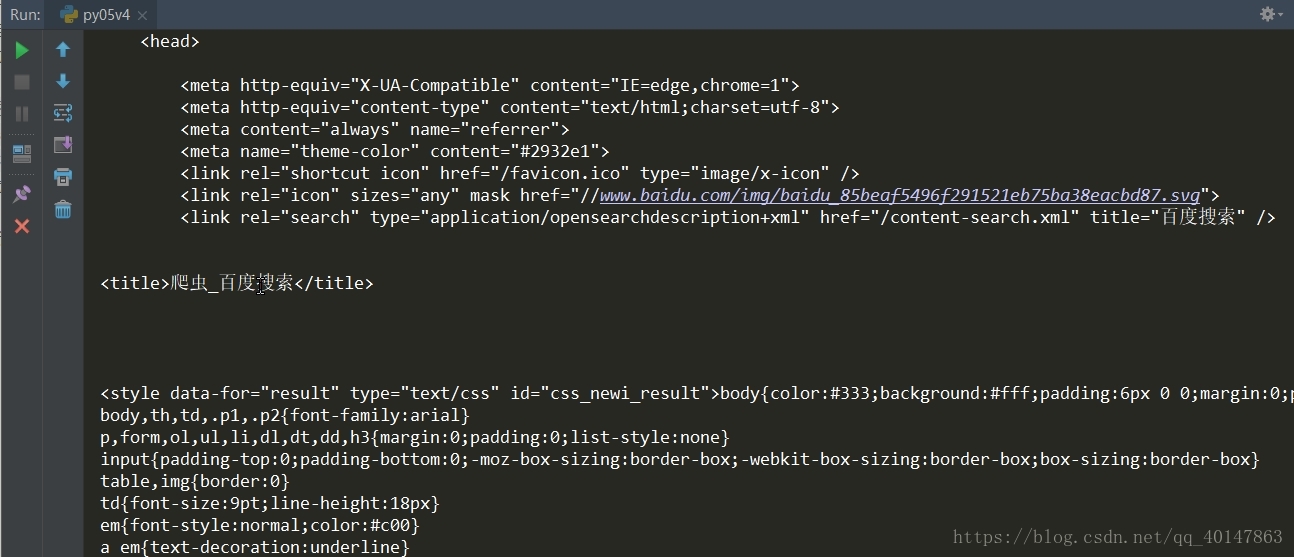 Run: py05v4
<head>
<meta http-equiv="X-UA-Compatible" content="IE=edge,chrome=1">
<meta http-equiv="content-type" content="text/html;charset=utf-8">
<meta content="always" name="referrer">
<meta name="theme-color" content="#2932e1">
<link rel="shortcut icon" href="/favicon.ico" type="image/x-icon" />
<link rel="icon" sizes="any" mask href="//www.baidu.com/img/baidu_85beaf5496f291521eb75ba38eacbd87.svg">
<link rel="search" type="application/opensearchdescription+xml" href="/content-search.xml" title="百度搜索" />
<title>爬虫_百度搜索</title>
<style data-for="result" type="text/css" id="css_newi_result">body{color:#333;background:#fff;padding:6px 0 0;margin:0;p
body,th,td,.p1,.p2{font-family:arial}
p,form,ol,ul,li,dl,dt,dd,h3{margin:0;padding:0;list-style:none}
input{padding-top:0;padding-bottom:0;-moz-box-sizing:border-box;-webkit-box-sizing:border-box;box-sizing:border-box}
table,img{border:0}
td{font-size:9pt;line-height:18px}
em{font-style:normal;color:#c00}
a em{text-decoration:underline}
https://blog.csdn.net/qq_40147863